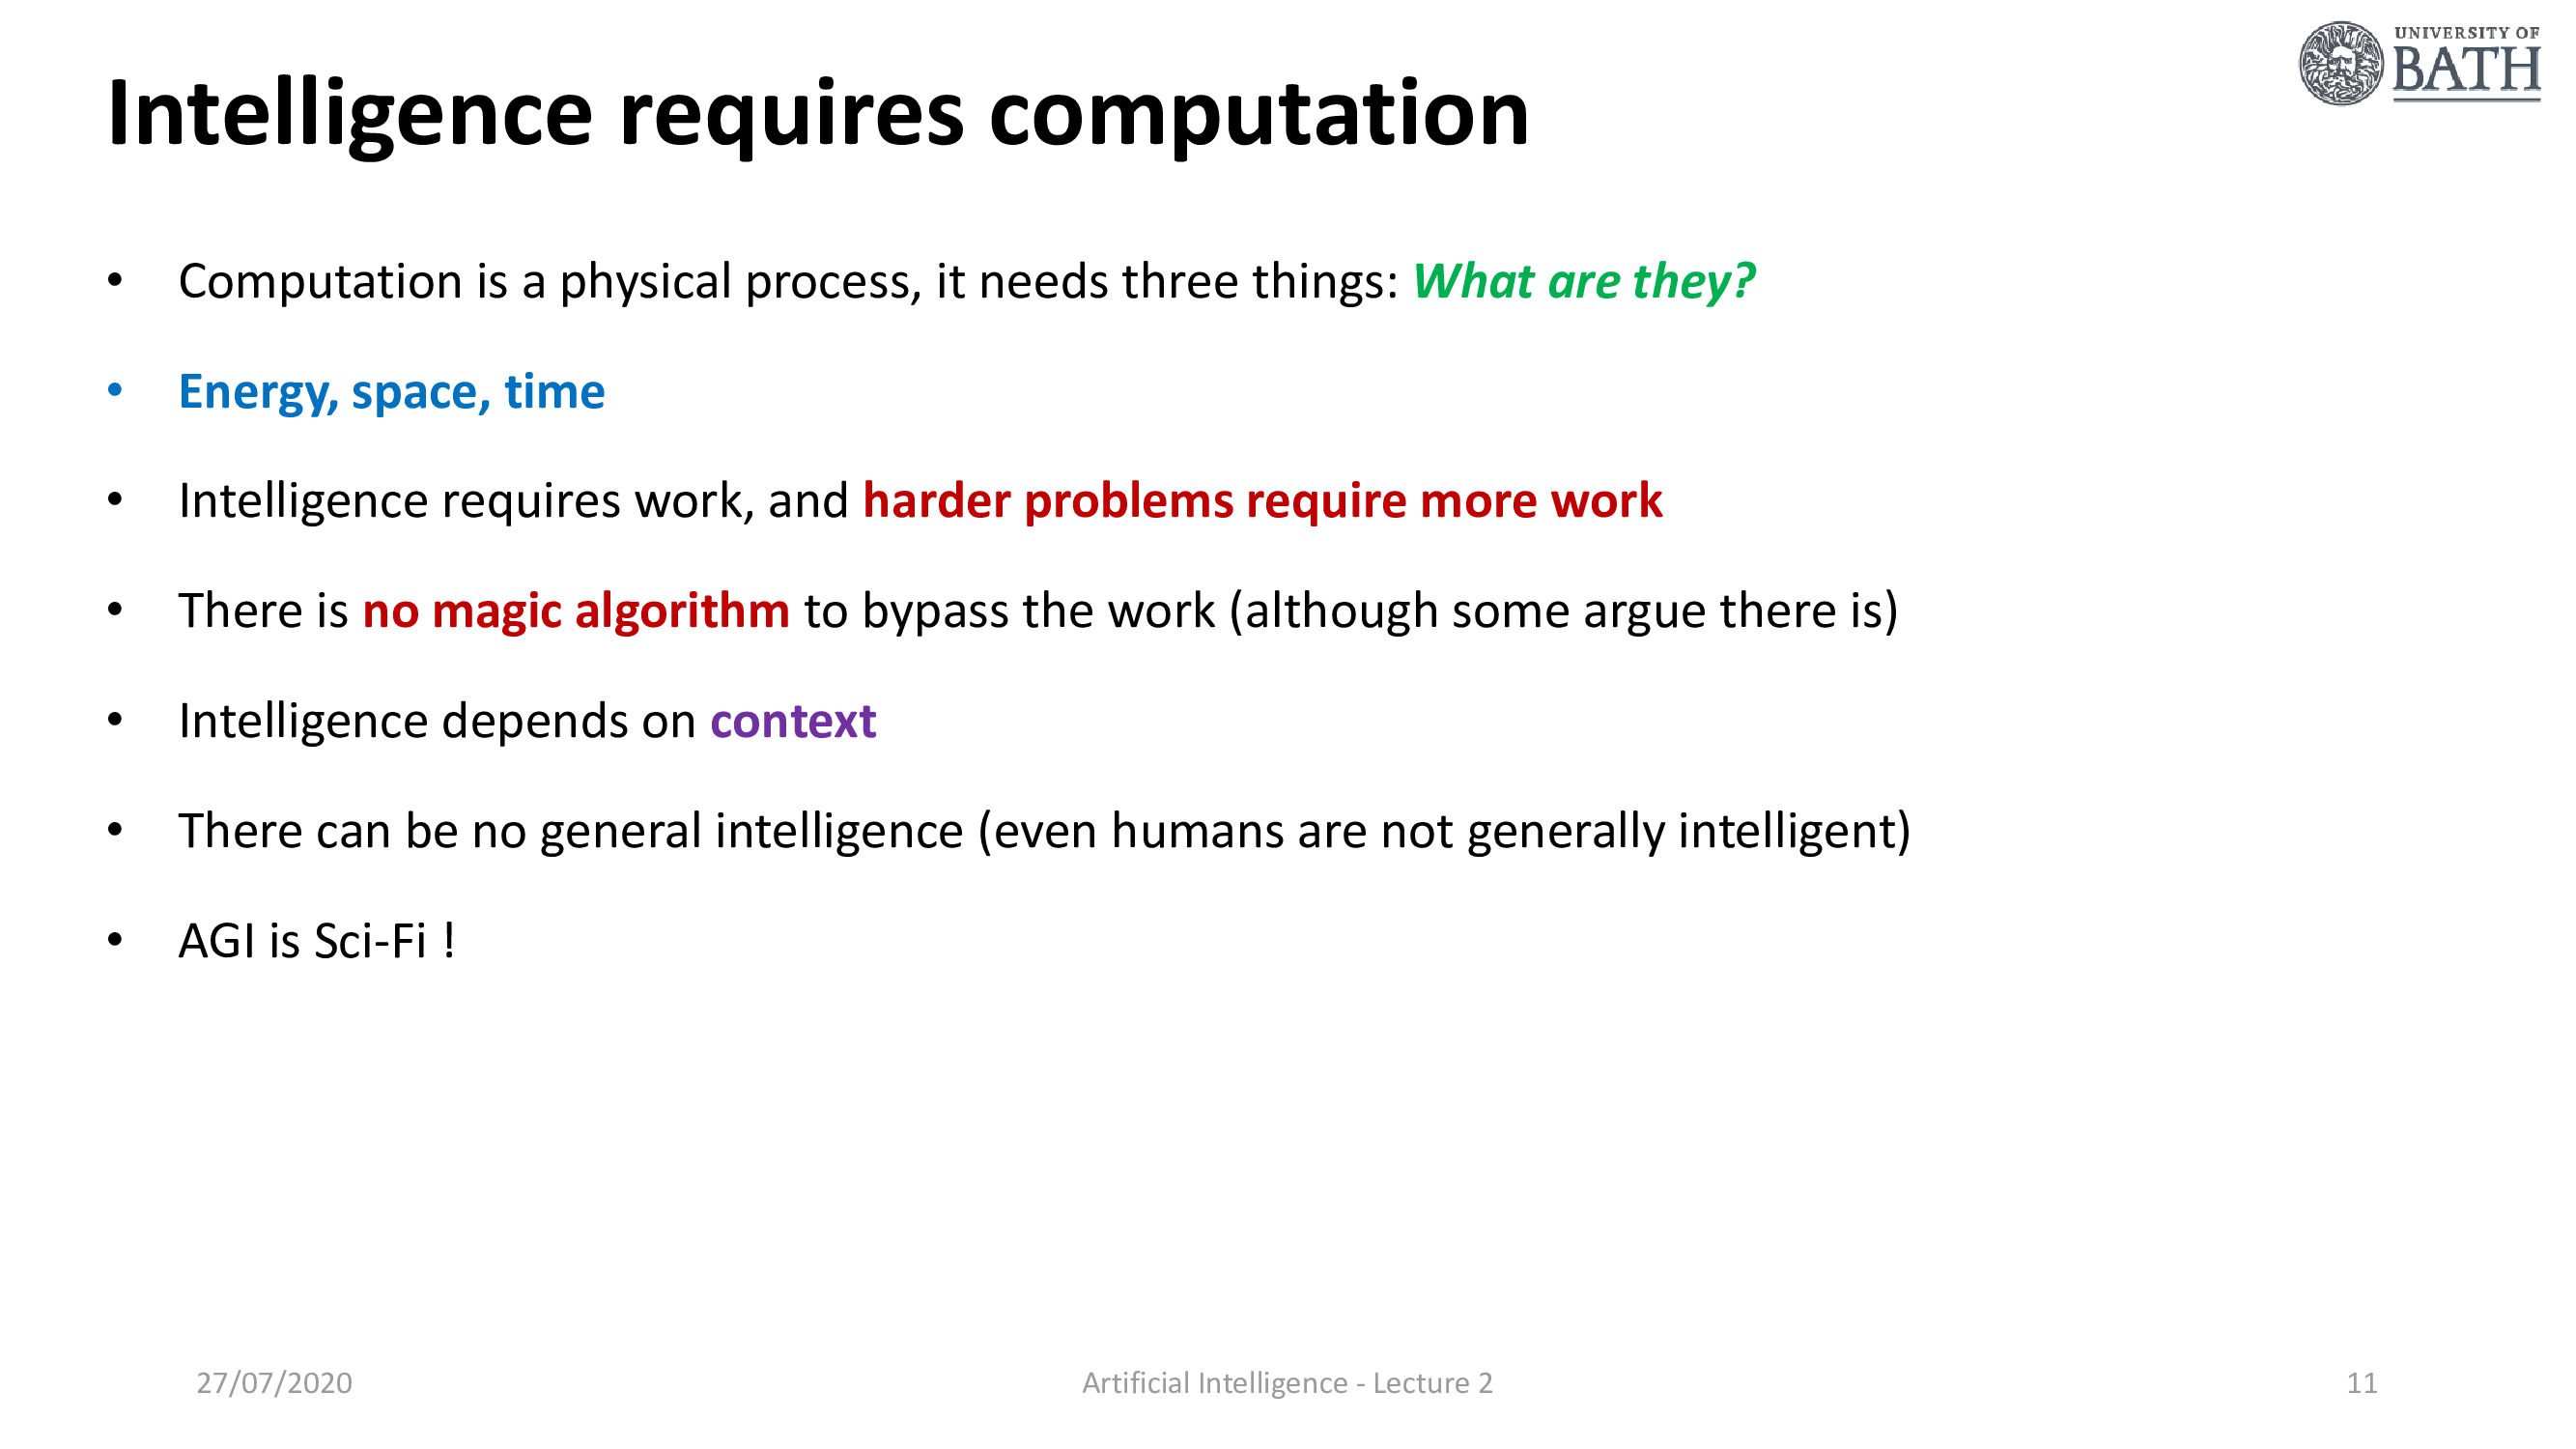 UNIVERSITY OF
BATH
Intelligence requires computation
• Computation is a physical process, it needs three things: What are they?
• Energy, space, time
• Intelligence requires work, and harder problems require more work
• There is no magic algorithm to bypass the work (although some argue there is)
• Intelligence depends on context
• There can be no general intelligence (even humans are not generally intelligent)
• AGI is Sci-Fi !
27/07/2020
Artificial Intelligence - Lecture 2
11